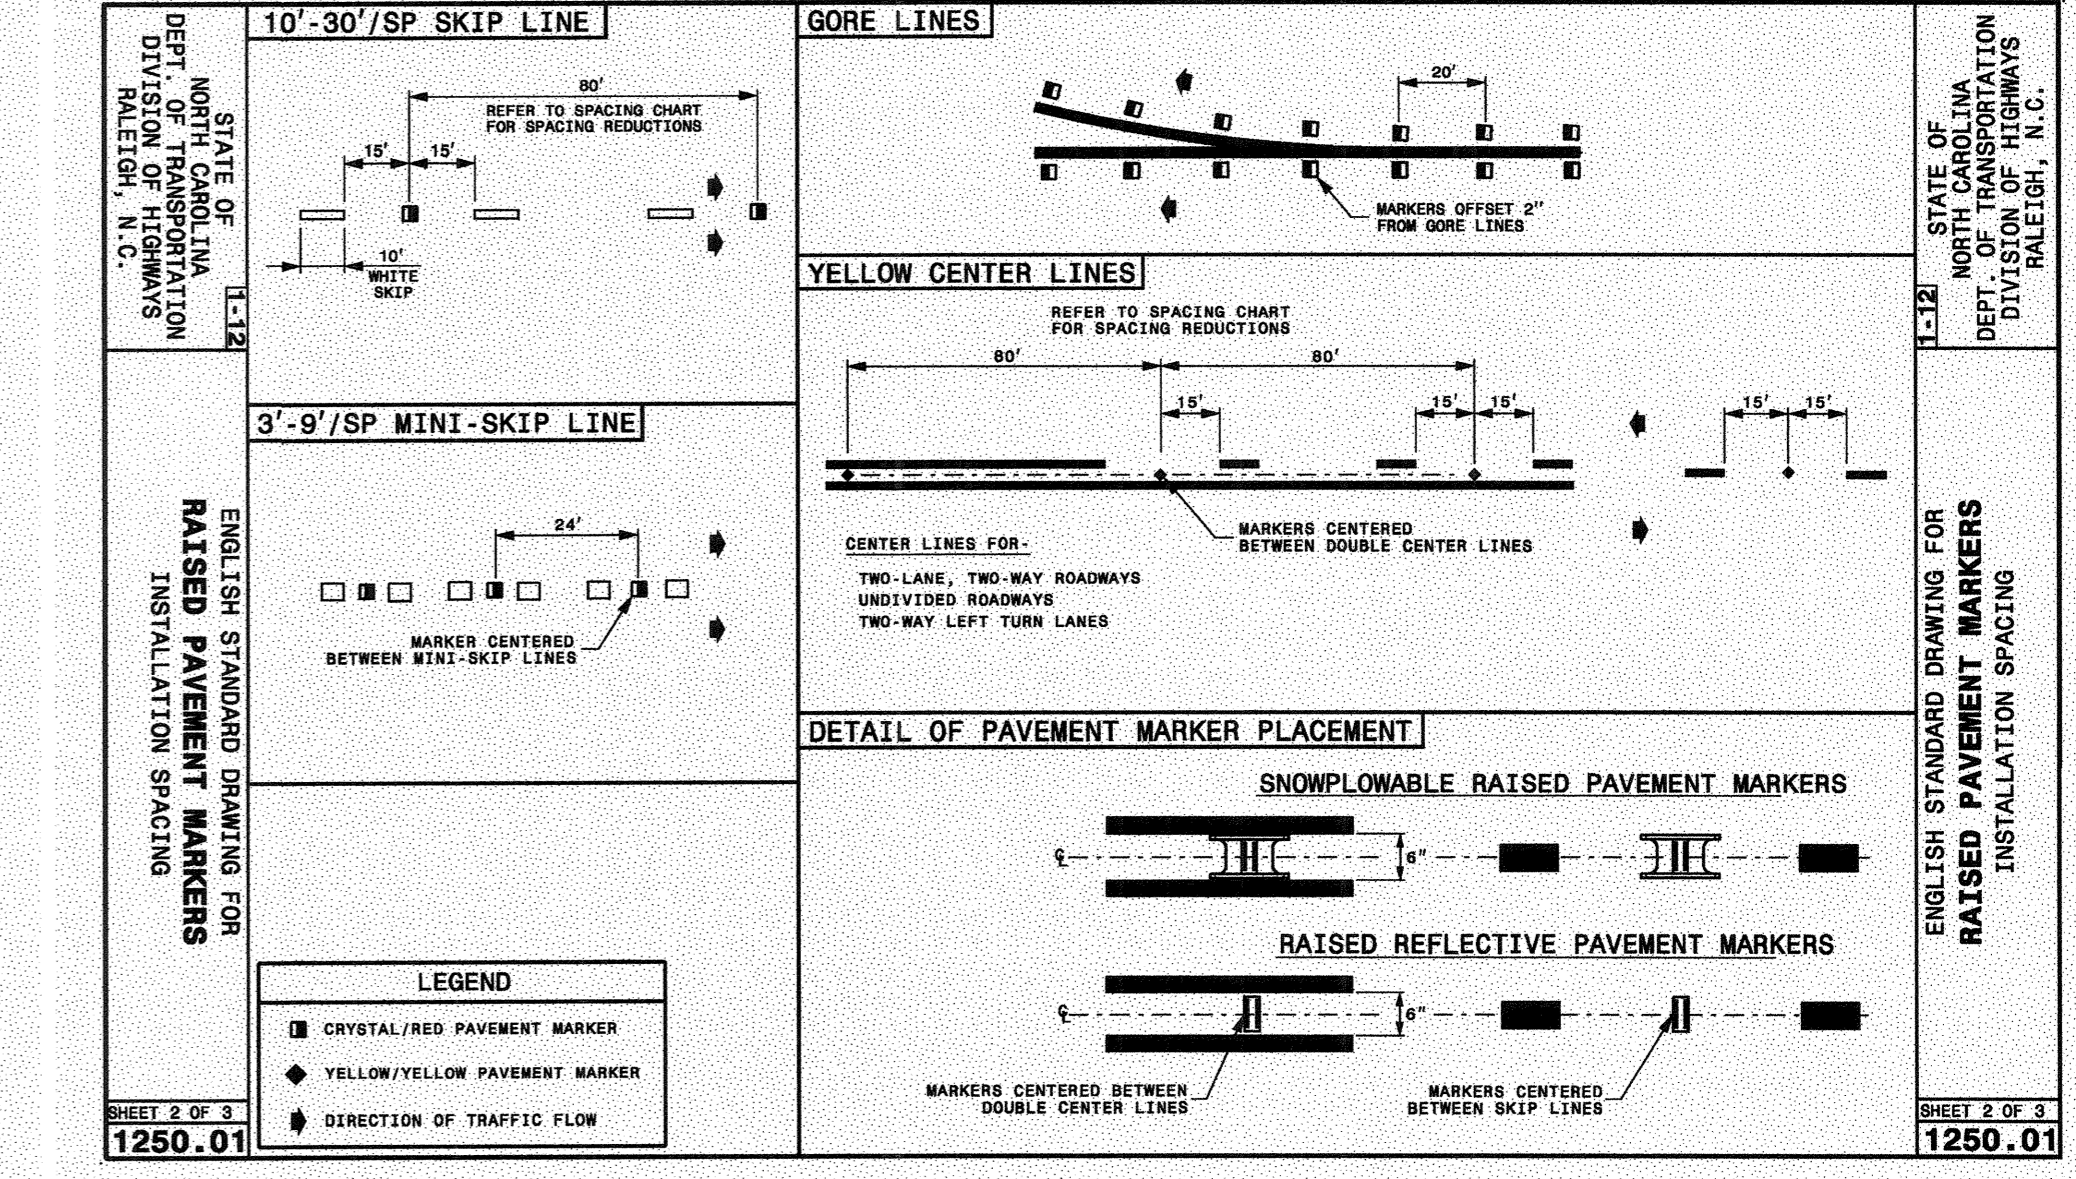 STATE OF
NORTH CAROLINA
DEPT. OF TRANSPORTATION
DIVISION OF HIGHWAYS
RALEIGH, N.C.
1-12
ENGLISH STANDARD DRAWING FOR
RAISED PAVEMENT MARKERS
INSTALLATION SPACING
SHEET 2 OF 3
1250.01
10'-30'/SP SKIP LINE
80'
REFER TO SPACING CHART
FOR SPACING REDUCTIONS
15'
15'
10'
WHITE
SKIP
3'-9'/SP MINI-SKIP LINE
24'
MARKER CENTERED
BETWEEN MINI-SKIP LINES
LEGEND
CRYSTAL/RED PAVEMENT MARKER
YELLOW/YELLOW PAVEMENT MARKER
DIRECTION OF TRAFFIC FLOW
GORE LINES
20'
MARKERS OFFSET 2"
FROM GORE LINES
YELLOW CENTER LINES
REFER TO SPACING CHART
FOR SPACING REDUCTIONS
80'
80'
15'
15'
15'
15'
15'
MARKERS CENTERED
BETWEEN DOUBLE CENTER LINES
CENTER LINES FOR-
TWO-LANE, TWO-WAY ROADWAYS
UNDIVIDED ROADWAYS
TWO-WAY LEFT TURN LANES
DETAIL OF PAVEMENT MARKER PLACEMENT
SNOWPLOWABLE RAISED PAVEMENT MARKERS
℄
6"
RAISED REFLECTIVE PAVEMENT MARKERS
℄
6"
MARKERS CENTERED BETWEEN
DOUBLE CENTER LINES
MARKERS CENTERED
BETWEEN SKIP LINES
STATE OF
NORTH CAROLINA
DEPT. OF TRANSPORTATION
DIVISION OF HIGHWAYS
RALEIGH, N.C.
1-12
ENGLISH STANDARD DRAWING FOR
RAISED PAVEMENT MARKERS
INSTALLATION SPACING
SHEET 2 OF 3
1250.01